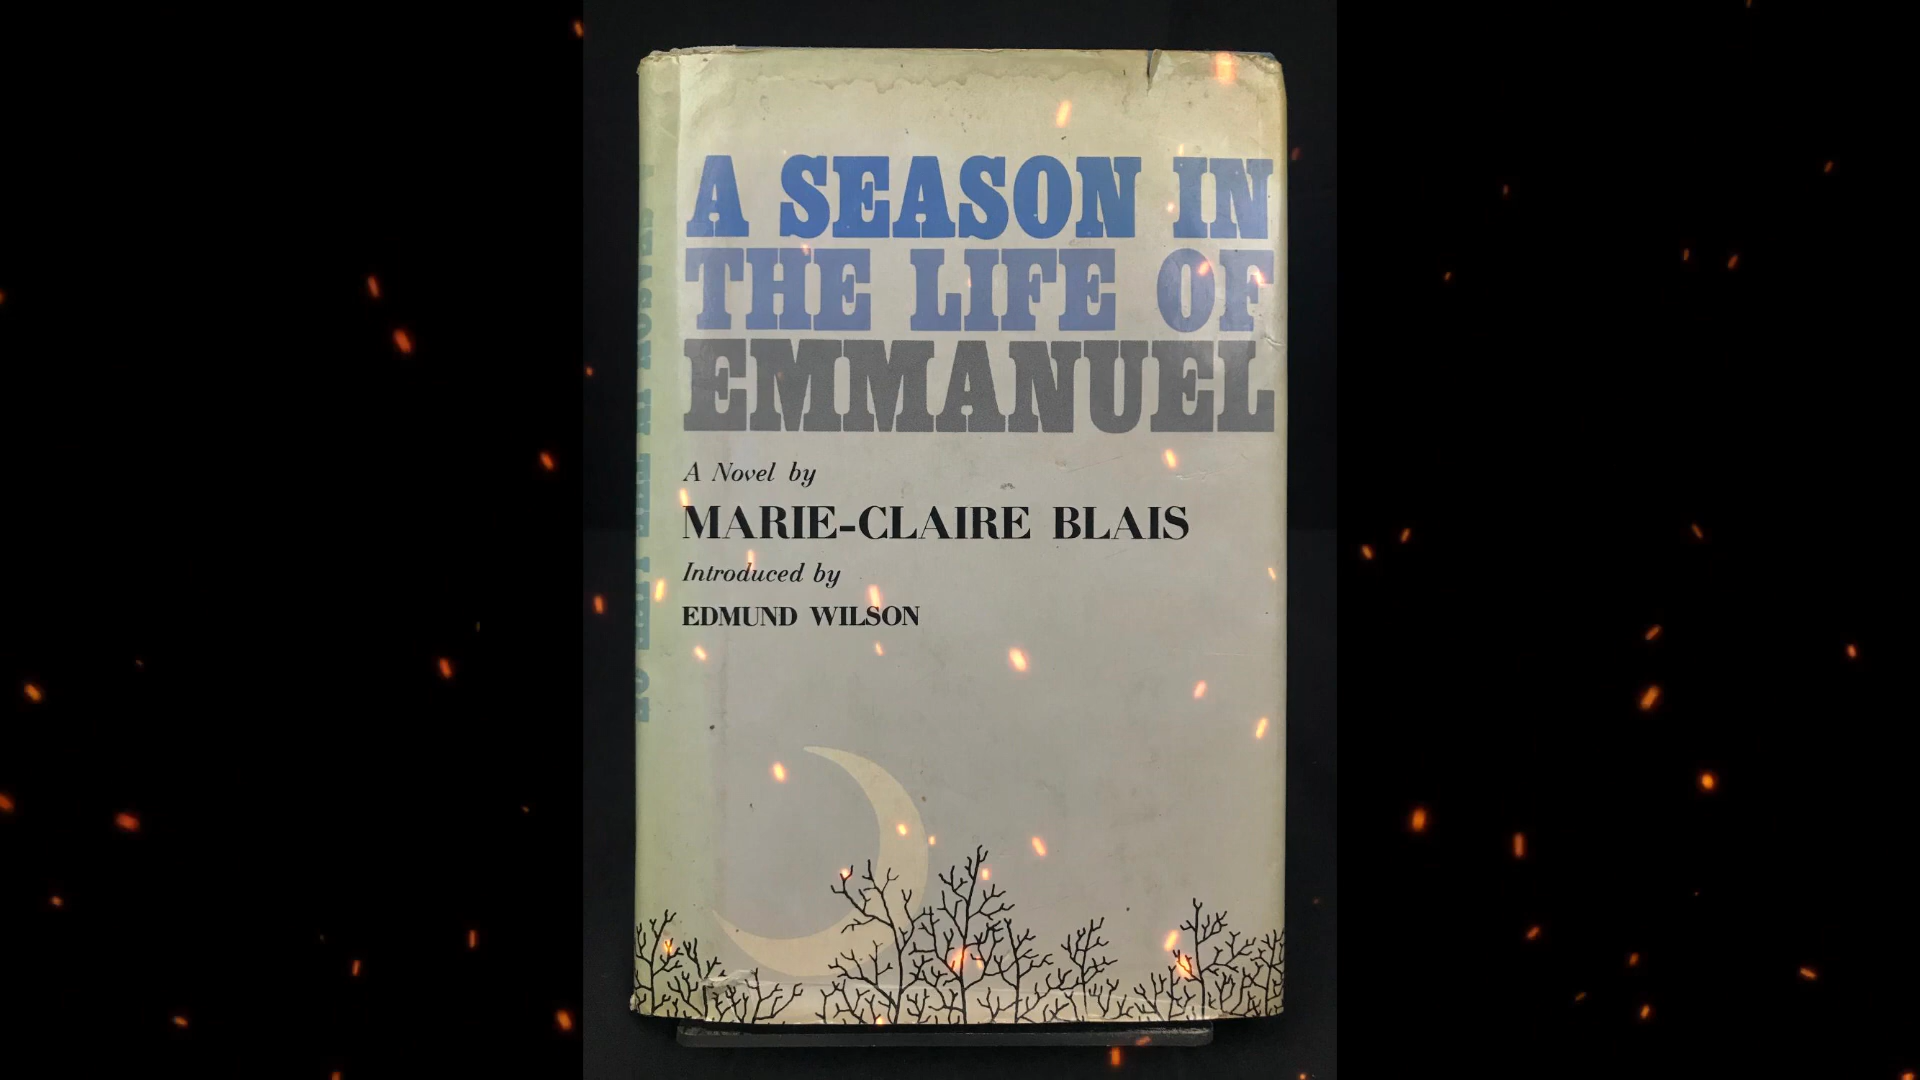 A SEASON IN
THE LIFE OF
EMMANUEL
A Novel by
MARIE-CLAIRE BLAIS
Introduced by
EDMUND WILSON